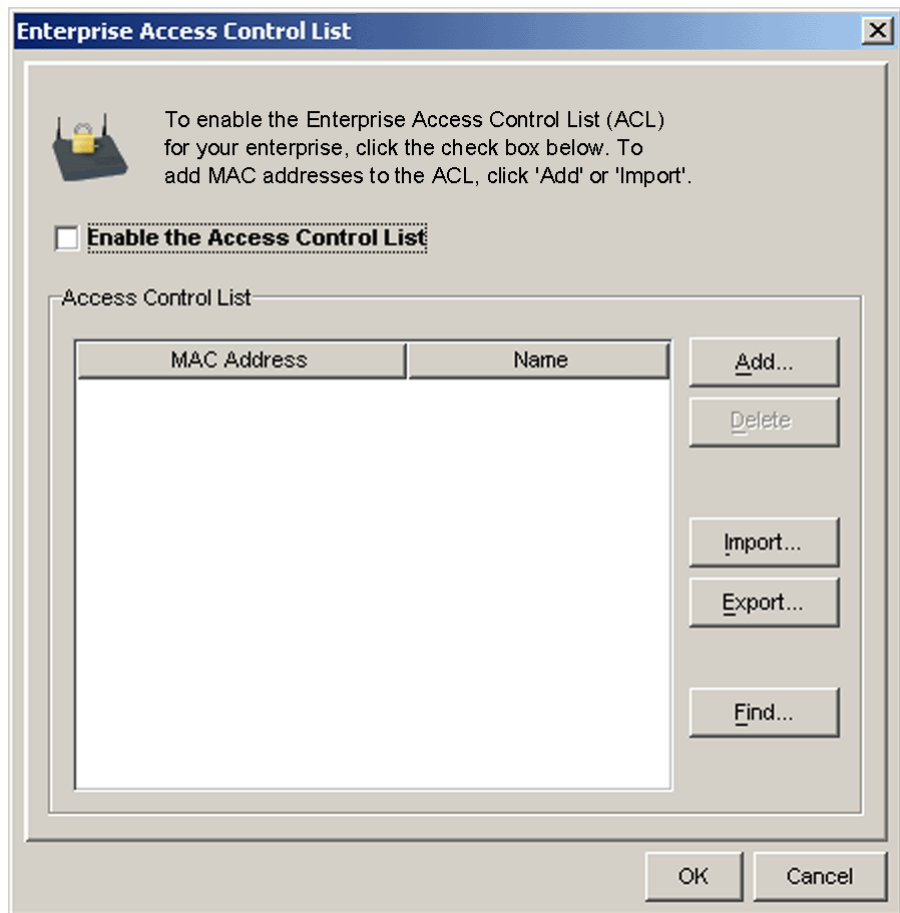 Enterprise Access Control List
To enable the Enterprise Access Control List (ACL)
for your enterprise, click the check box below. To
add MAC addresses to the ACL, click 'Add' or 'Import'.
Enable the Access Control List
Access Control List
MAC Address Name
Add...
Delete
Import...
Export...
Find...
OK Cancel